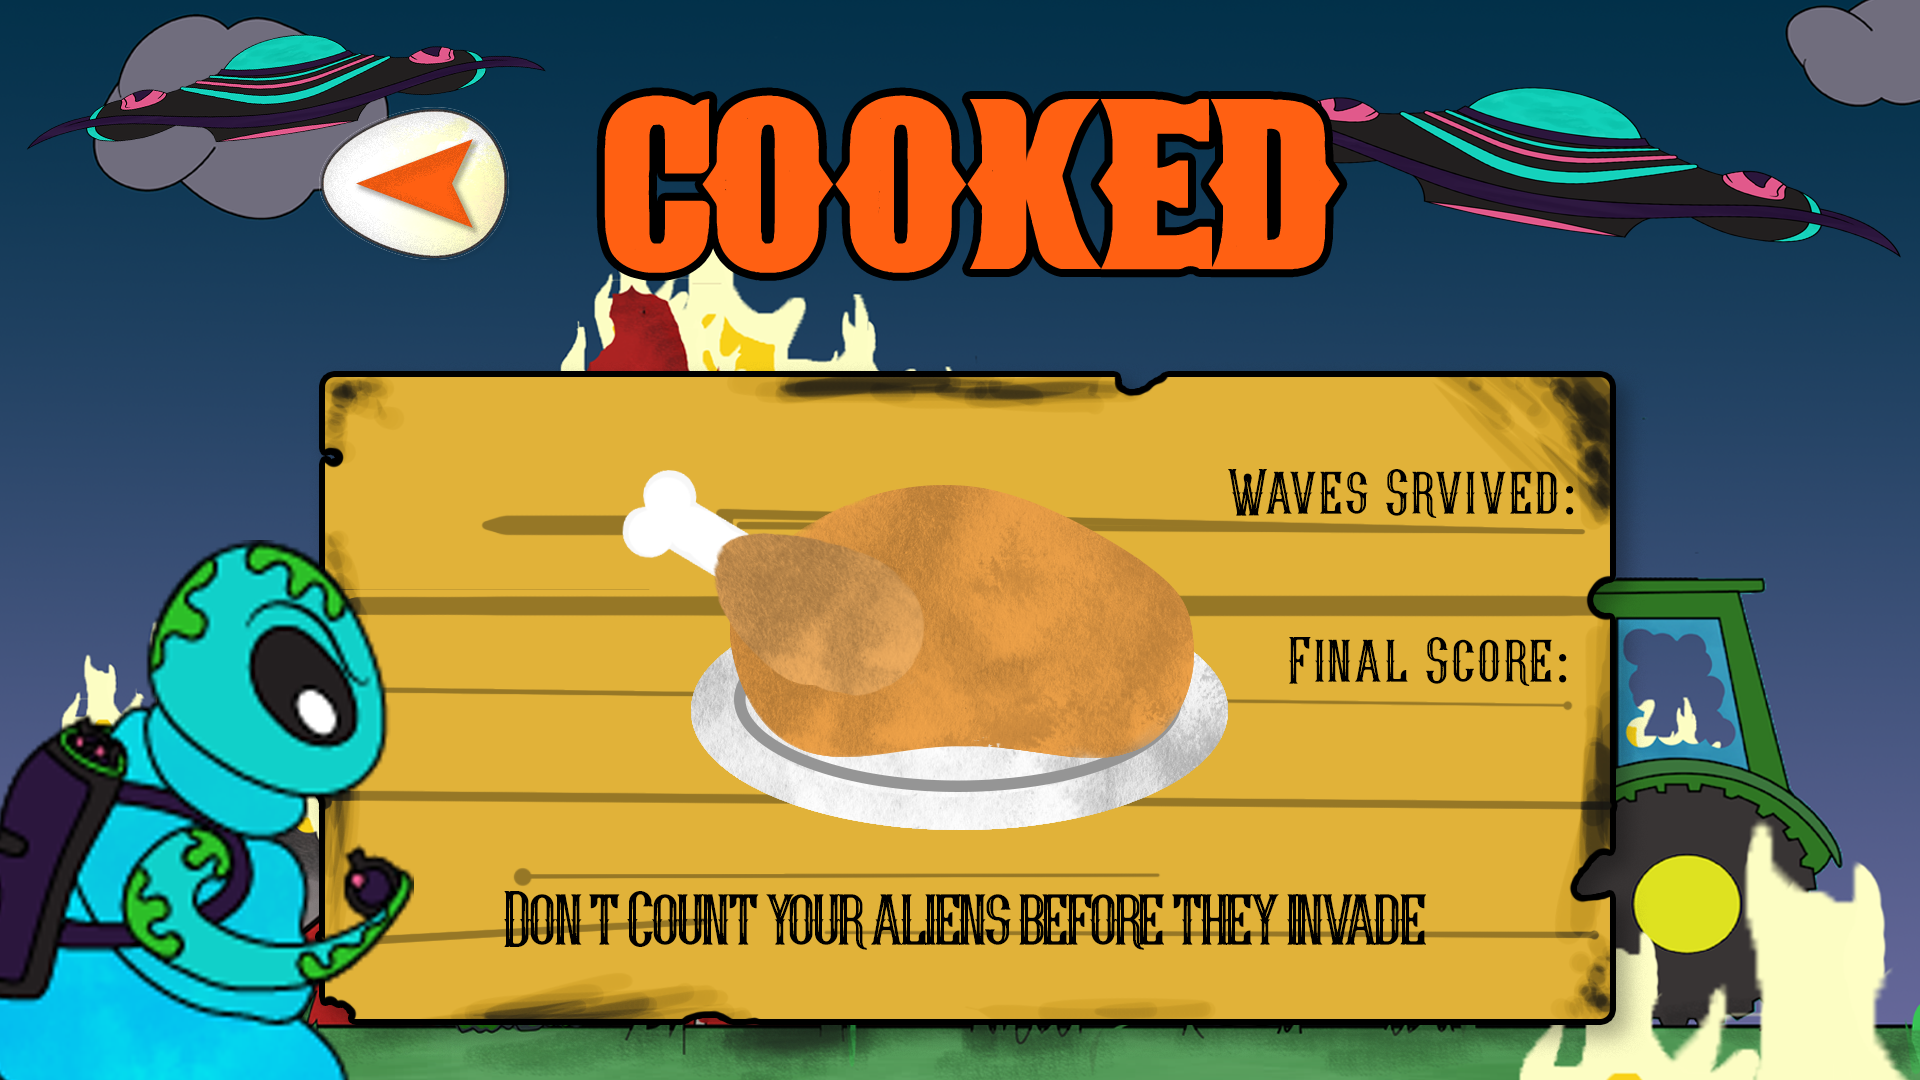 COOKED
WAVES SRVIVED:
FINAL SCORE:
DON T COUNT YOUR ALIENS BEFORE THEY INVADE